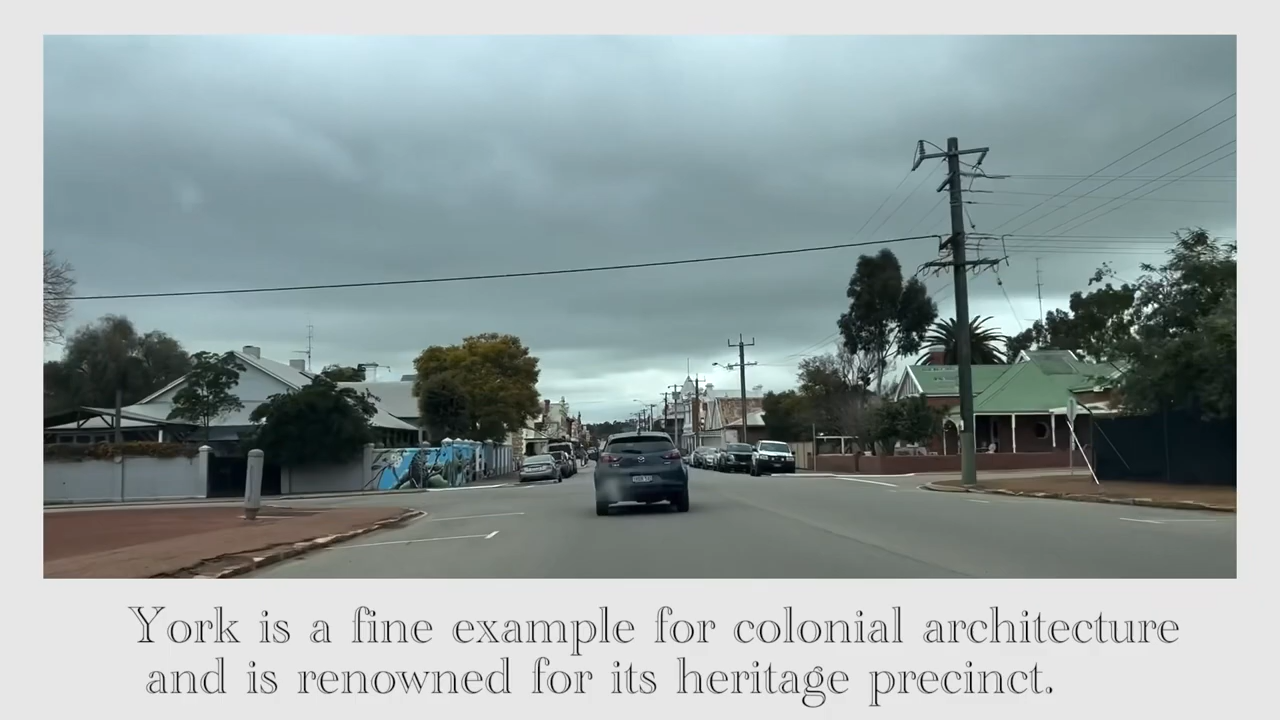 York is a fine example for colonial architecture
and is renowned for its heritage precinct.